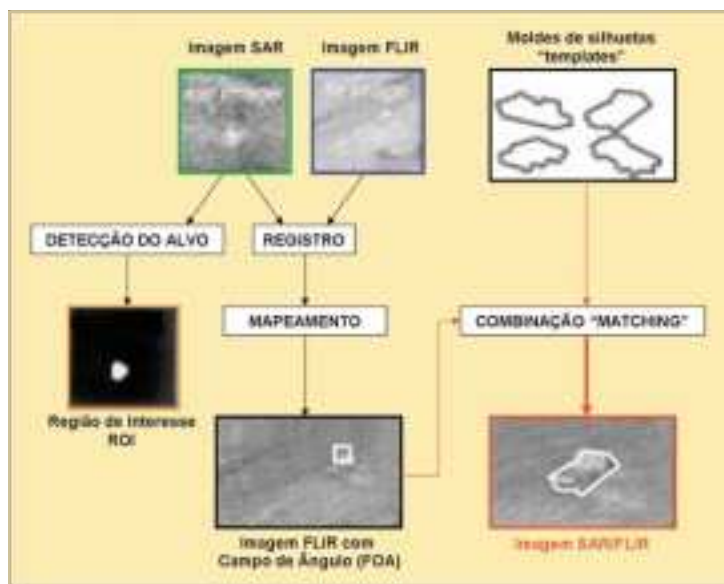 Imagem SAR
Imagem FLIR
Moldes de silhuetas
"templates"
DETECÇÃO DO ALVO
REGISTRO
MAPEAMENTO
COMBINAÇÃO "MATCHING"
Região de Interesse
ROI
Imagem FLIR com
Campo de Ângulo (FOA)
Imagem SAR/FLIR